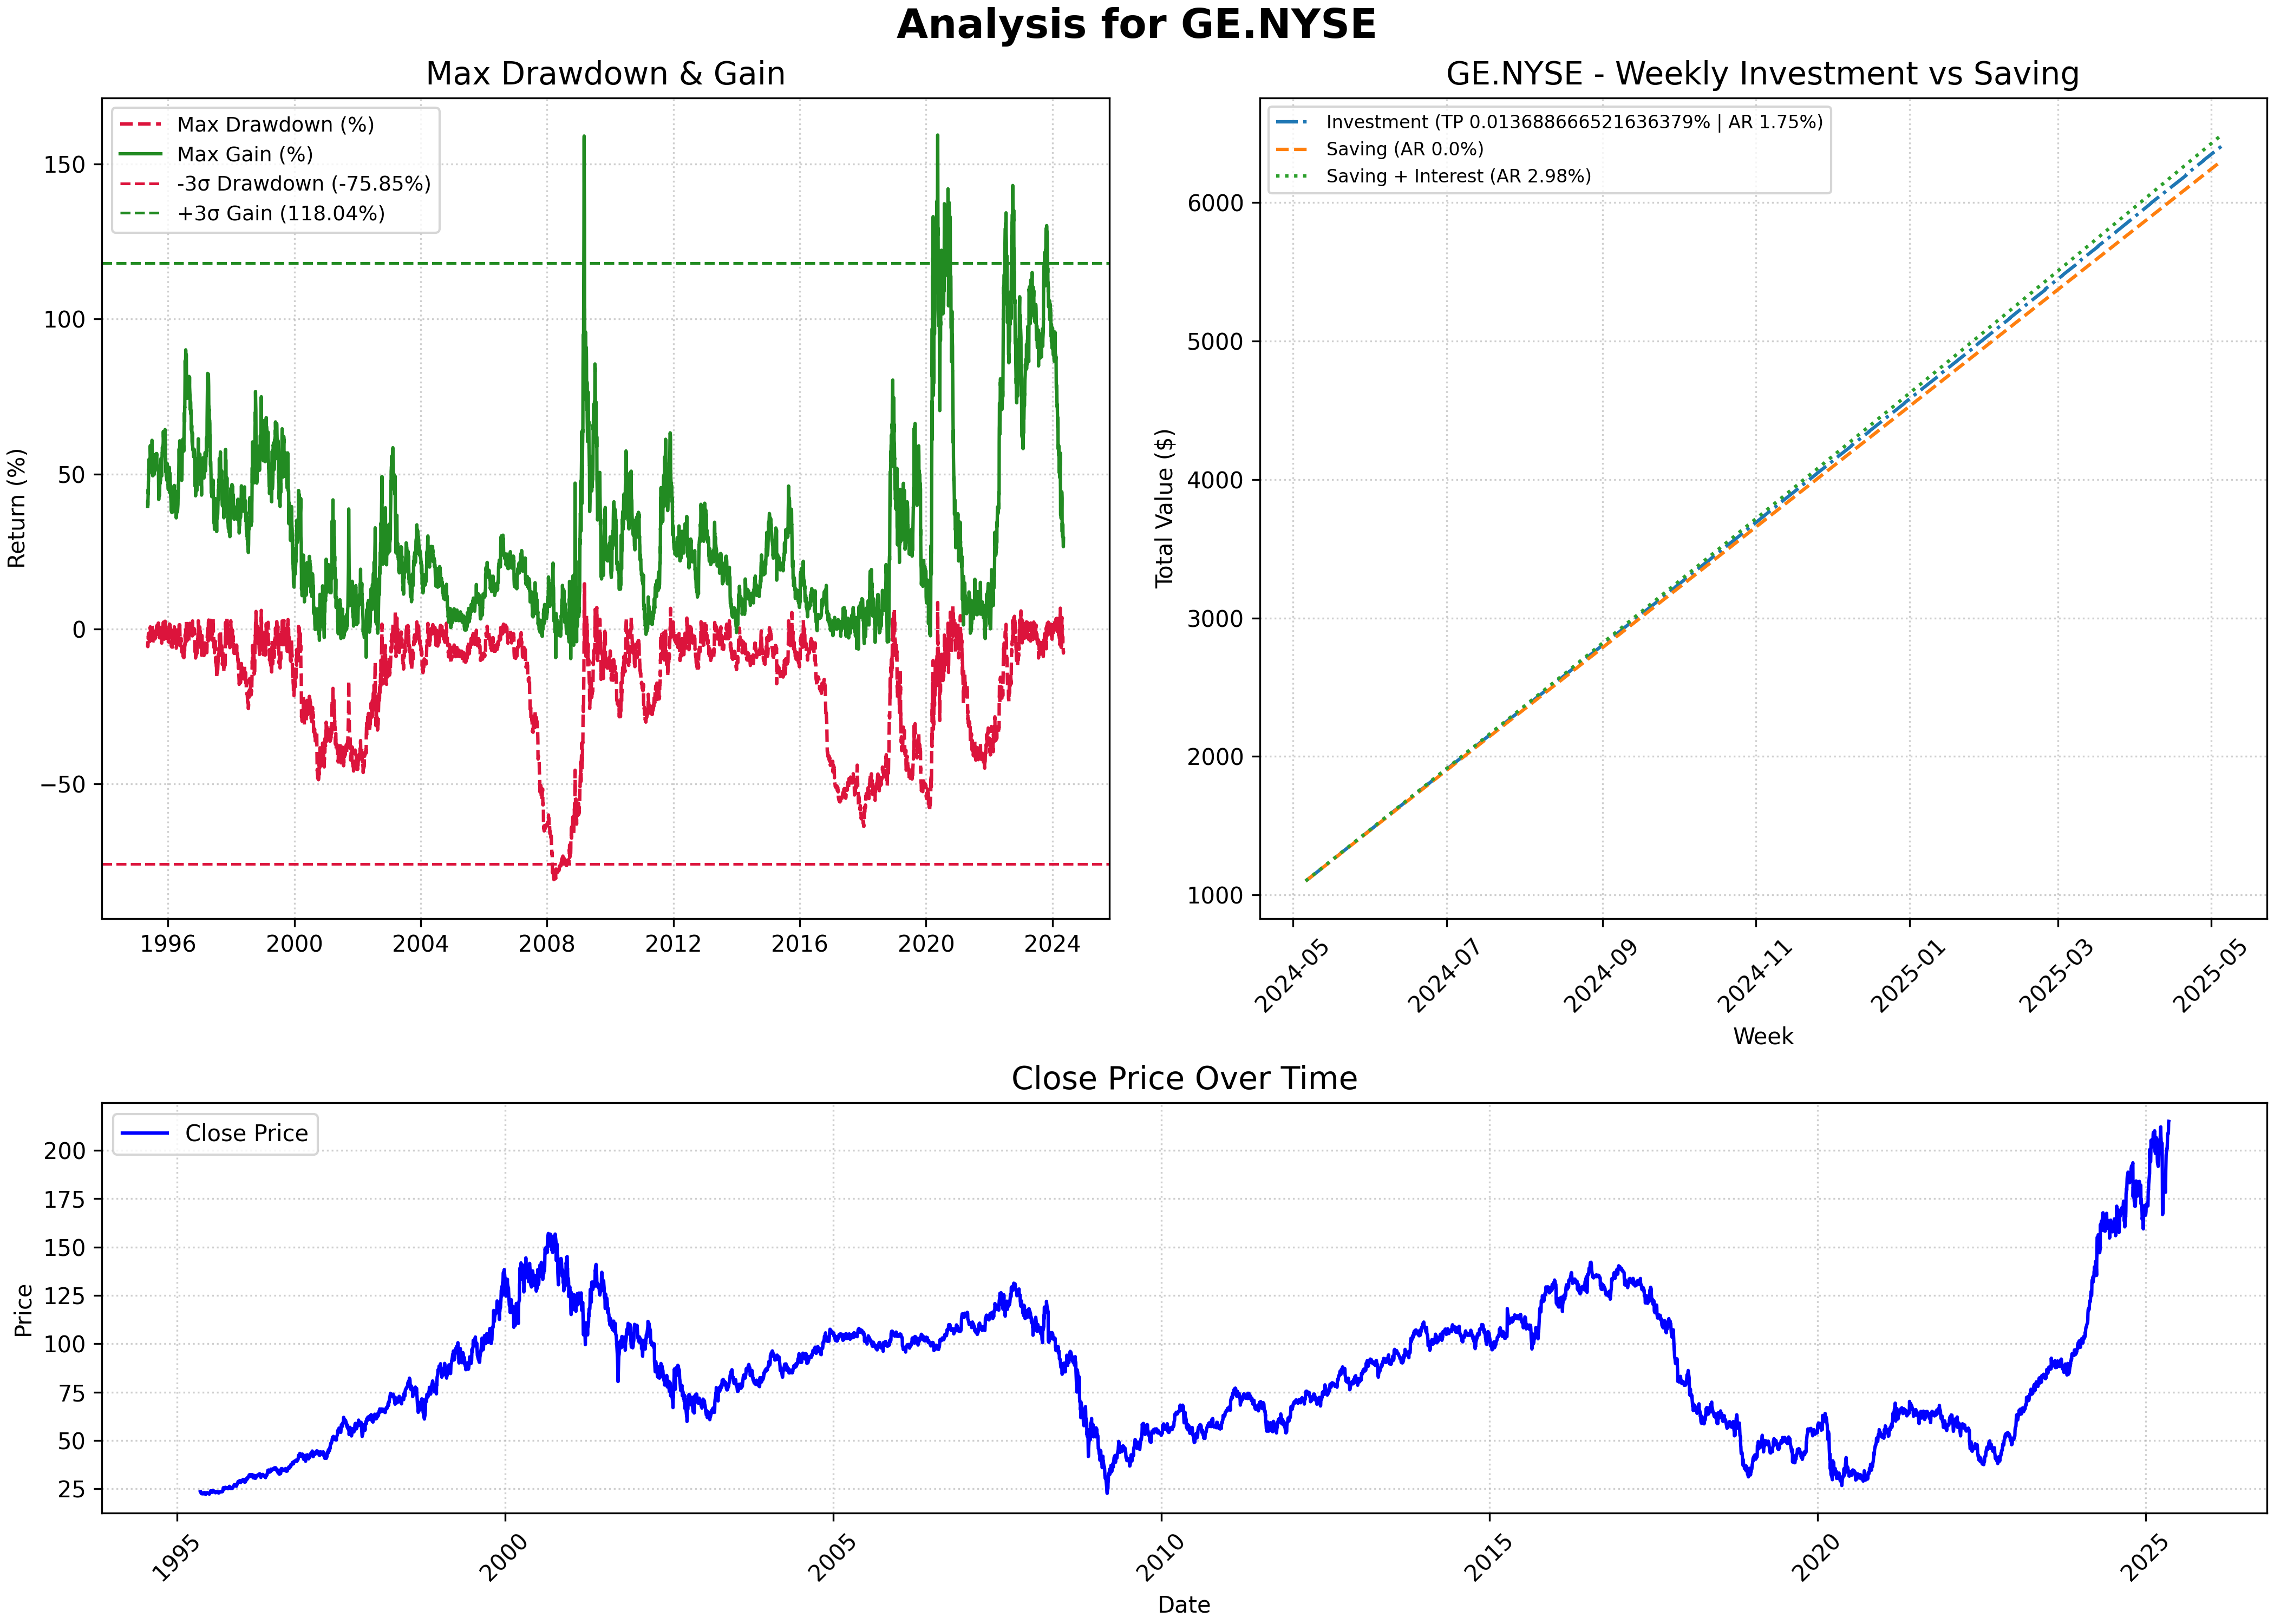 Analysis for GE.NYSE
Max Drawdown & Gain
Max Drawdown (%)
Max Gain (%)
-3σ Drawdown (-75.85%)
+3σ Gain (118.04%)
Return (%)
150
100
50
0
−50
1996 2000 2004 2008 2012 2016 2020 2024
GE.NYSE - Weekly Investment vs Saving
Investment (TP 0.013688666521636379% | AR 1.75%)
Saving (AR 0.0%)
Saving + Interest (AR 2.98%)
Total Value ($)
6000
5000
4000
3000
2000
1000
2024-05 2024-07 2024-09 2024-11 2025-01 2025-03 2025-05
Week
Close Price Over Time
Close Price
Price
200
175
150
125
100
75
50
25
1995 2000 2005 2010 2015 2020 2025
Date